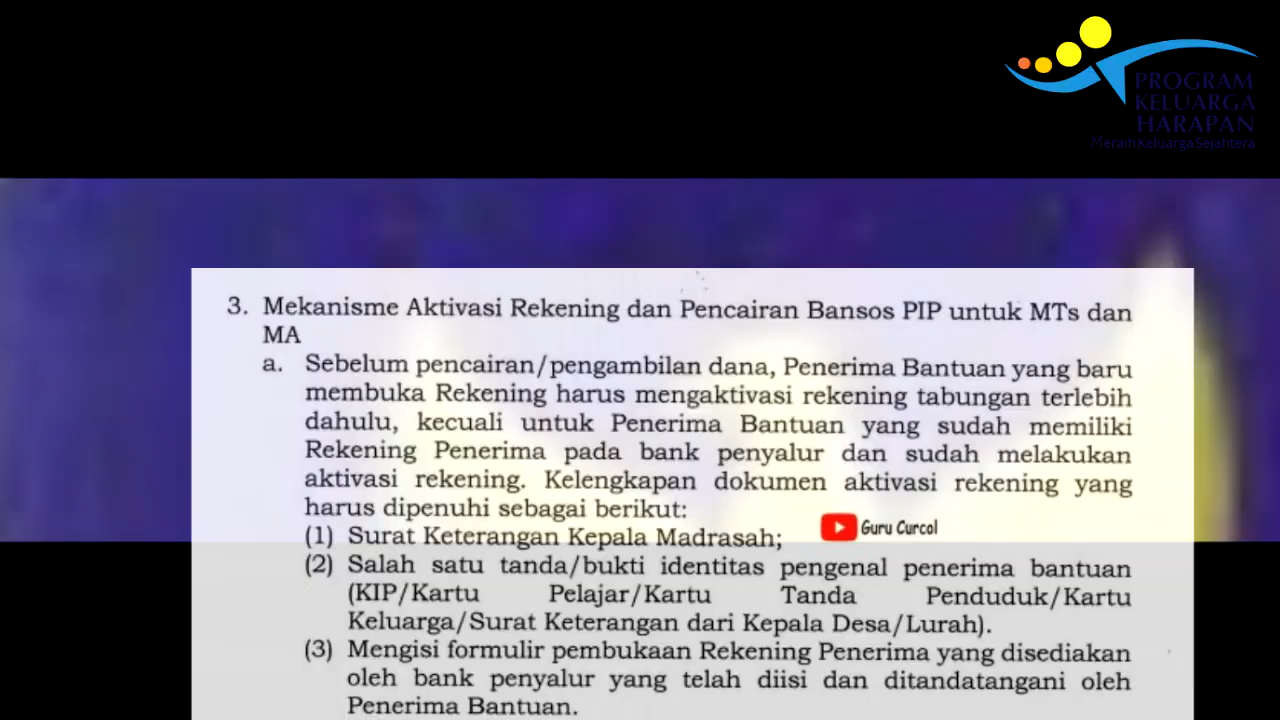 PROGRAM
KELUARGA
HARAPAN
Meraih Keluarga Sejahtera
3. Mekanisme Aktivasi Rekening dan Pencairan Bansos PIP untuk MTs dan
MA
a. Sebelum pencairan/pengambilan dana, Penerima Bantuan yang baru
membuka Rekening harus mengaktivasi rekening tabungan terlebih
dahulu, kecuali untuk Penerima Bantuan yang sudah memiliki
Rekening Penerima pada bank penyalur dan sudah melakukan
aktivasi rekening. Kelengkapan dokumen aktivasi rekening yang
harus dipenuhi sebagai berikut:
(1) Surat Keterangan Kepala Madrasah;
Guru Curcol
(2) Salah satu tanda/bukti identitas pengenal penerima bantuan
(KIP/Kartu Pelajar/Kartu Tanda Penduduk/Kartu
Keluarga/Surat Keterangan dari Kepala Desa/Lurah).
(3) Mengisi formulir pembukaan Rekening Penerima yang disediakan
oleh bank penyalur yang telah diisi dan ditandatangani oleh
Penerima Bantuan.